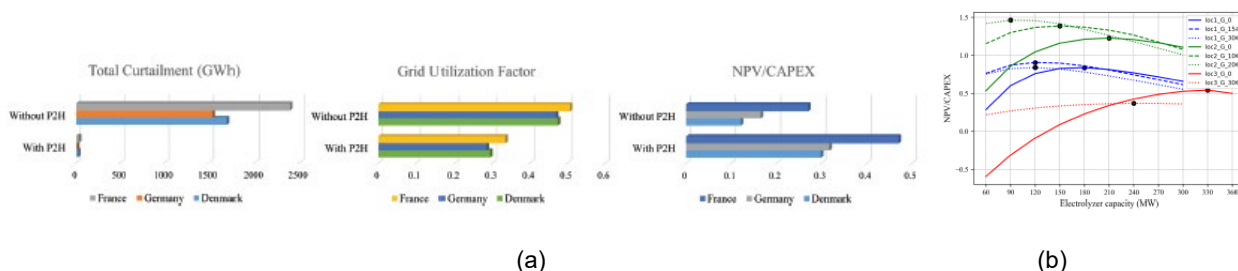 Total Curtailment (GWh)
Without P2H
With P2H
0 500 1000 1500 2000 2500
France Germany Denmark
Grid Utilization Factor
Without P2H
With P2H
0 0.1 0.2 0.3 0.4 0.5 0.6
France Germany Denmark
NPV/CAPEX
Without P2H
With P2H
0 0.1 0.2 0.3 0.4 0.5
France Germany Denmark
(a)
NPV/CAPEX
1.5
1.0
0.5
0.0
−0.5
loc1_G_0
loc1_G_30K
loc2_G_0
loc3_G_0
60 90 120 150 180 210 240 270 300 330 360
Electrolyzer capacity (MW)
(b)